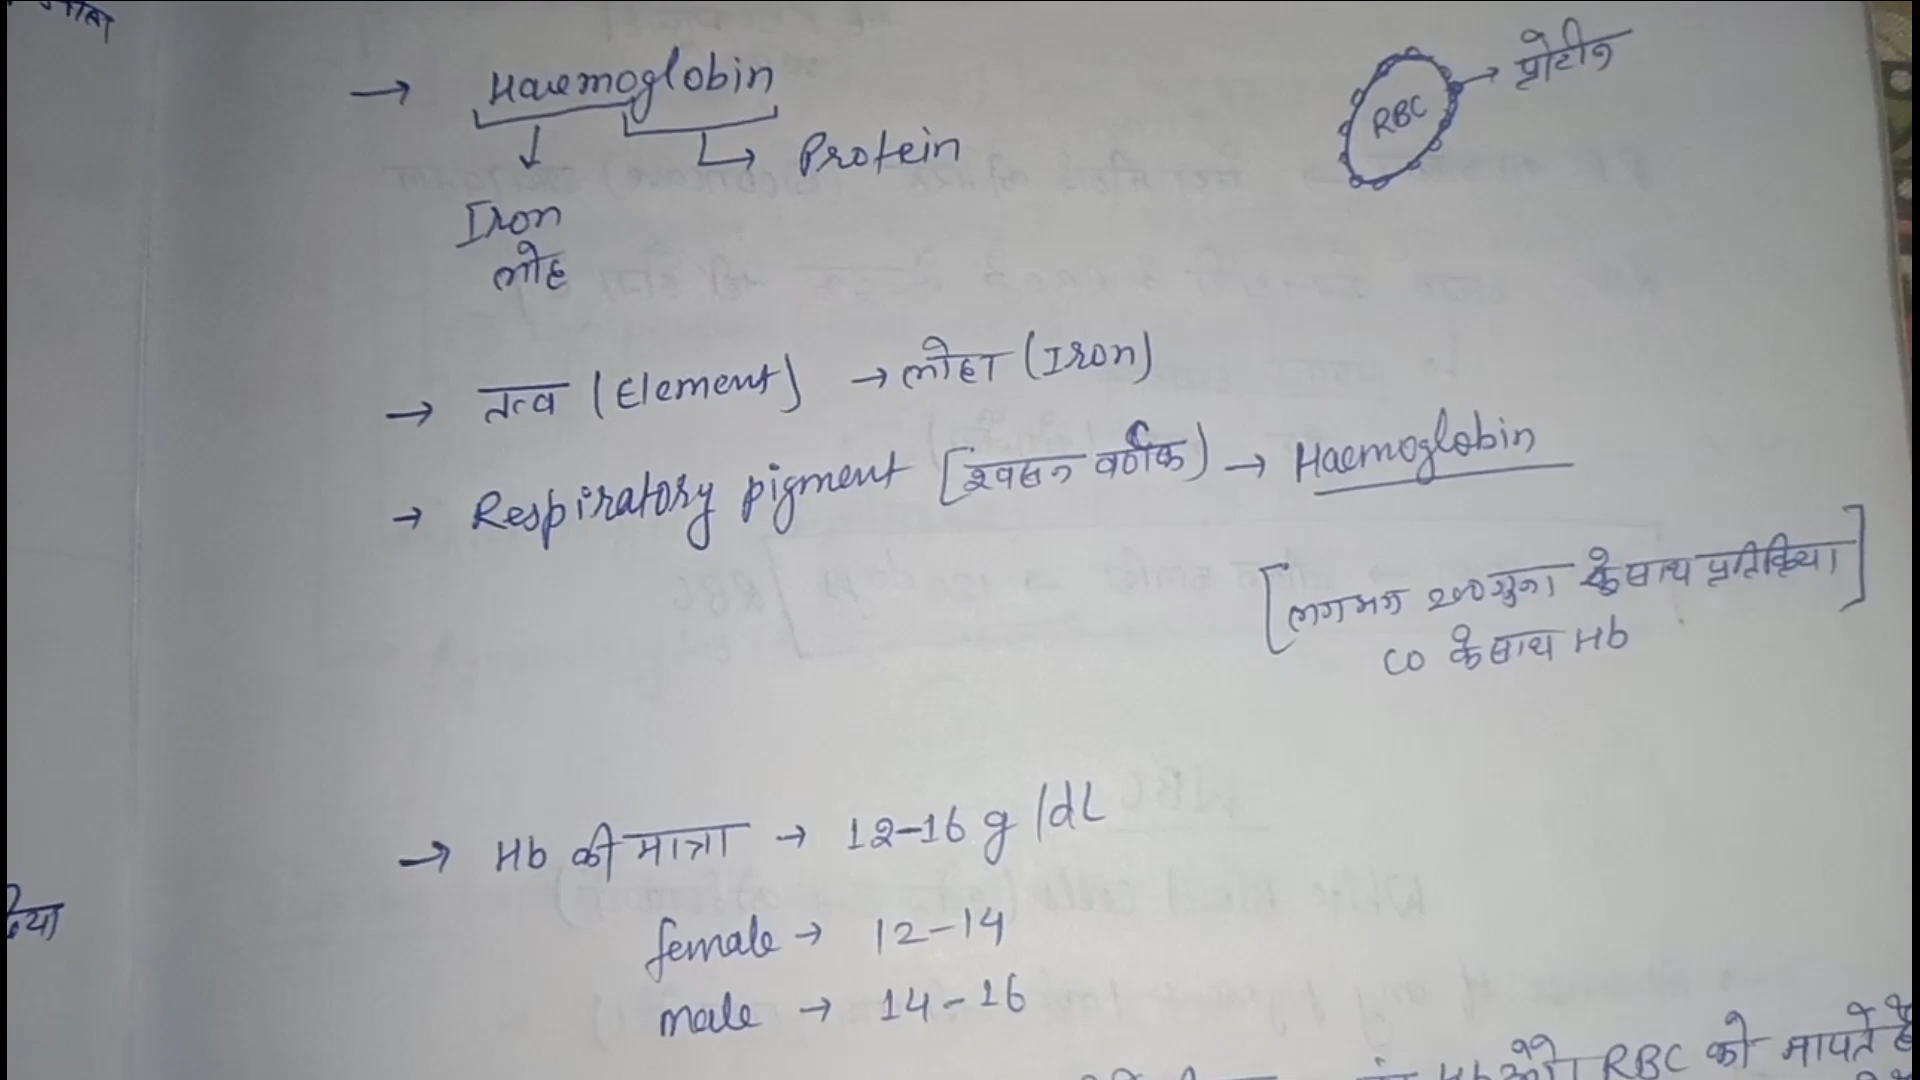 → Haemoglobin
→ Protein
Iron
लोह
RBC → प्रोटीन
→ तत्व (Element) → लोहा (Iron)
→ Respiratory pigment [श्वसन वर्णक) → Haemoglobin
[लगभग 200 गुना के साथ प्रतिक्रिया]
CO के साथ Hb
→ Hb की मात्रा → 12-16 g/dL
female → 12-14
male → 14-16
RBC को मापते है